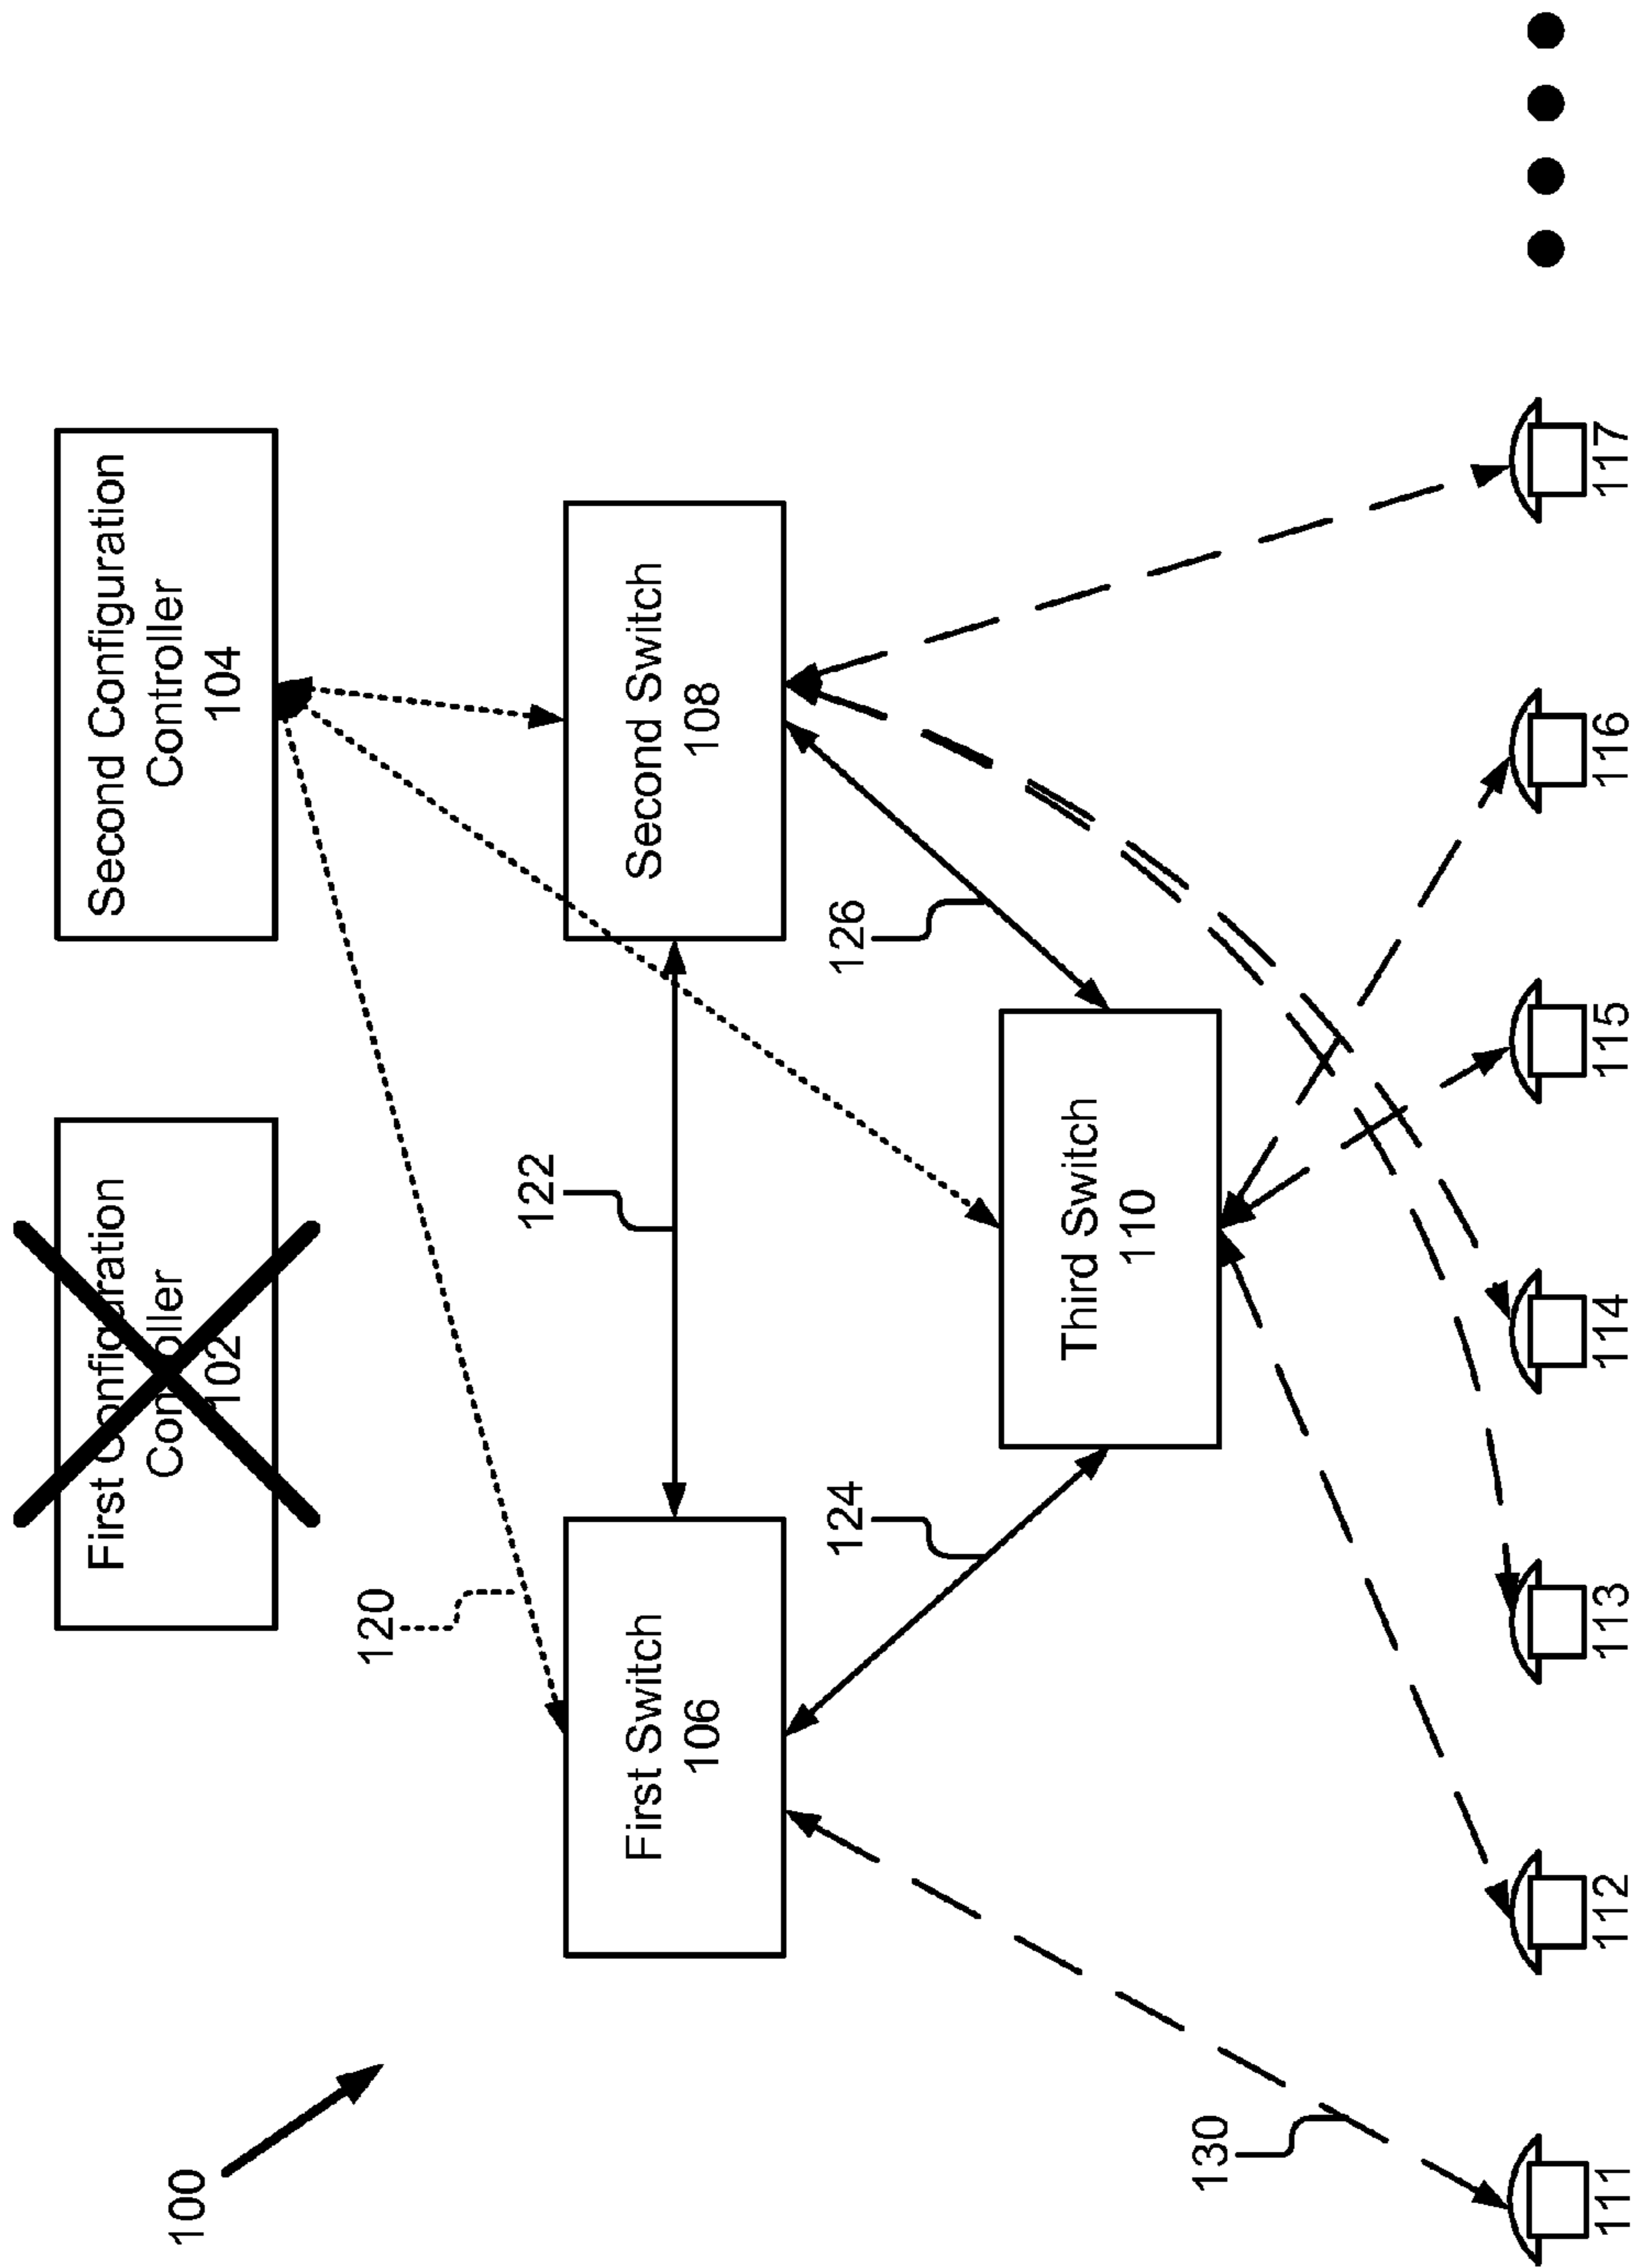 100
First Configuration
Controller
102
Second Configuration
Controller
104
120
First Switch
106
122
Second Switch
108
124
126
Third Switch
110
130
111
112
113
114
115
116
117